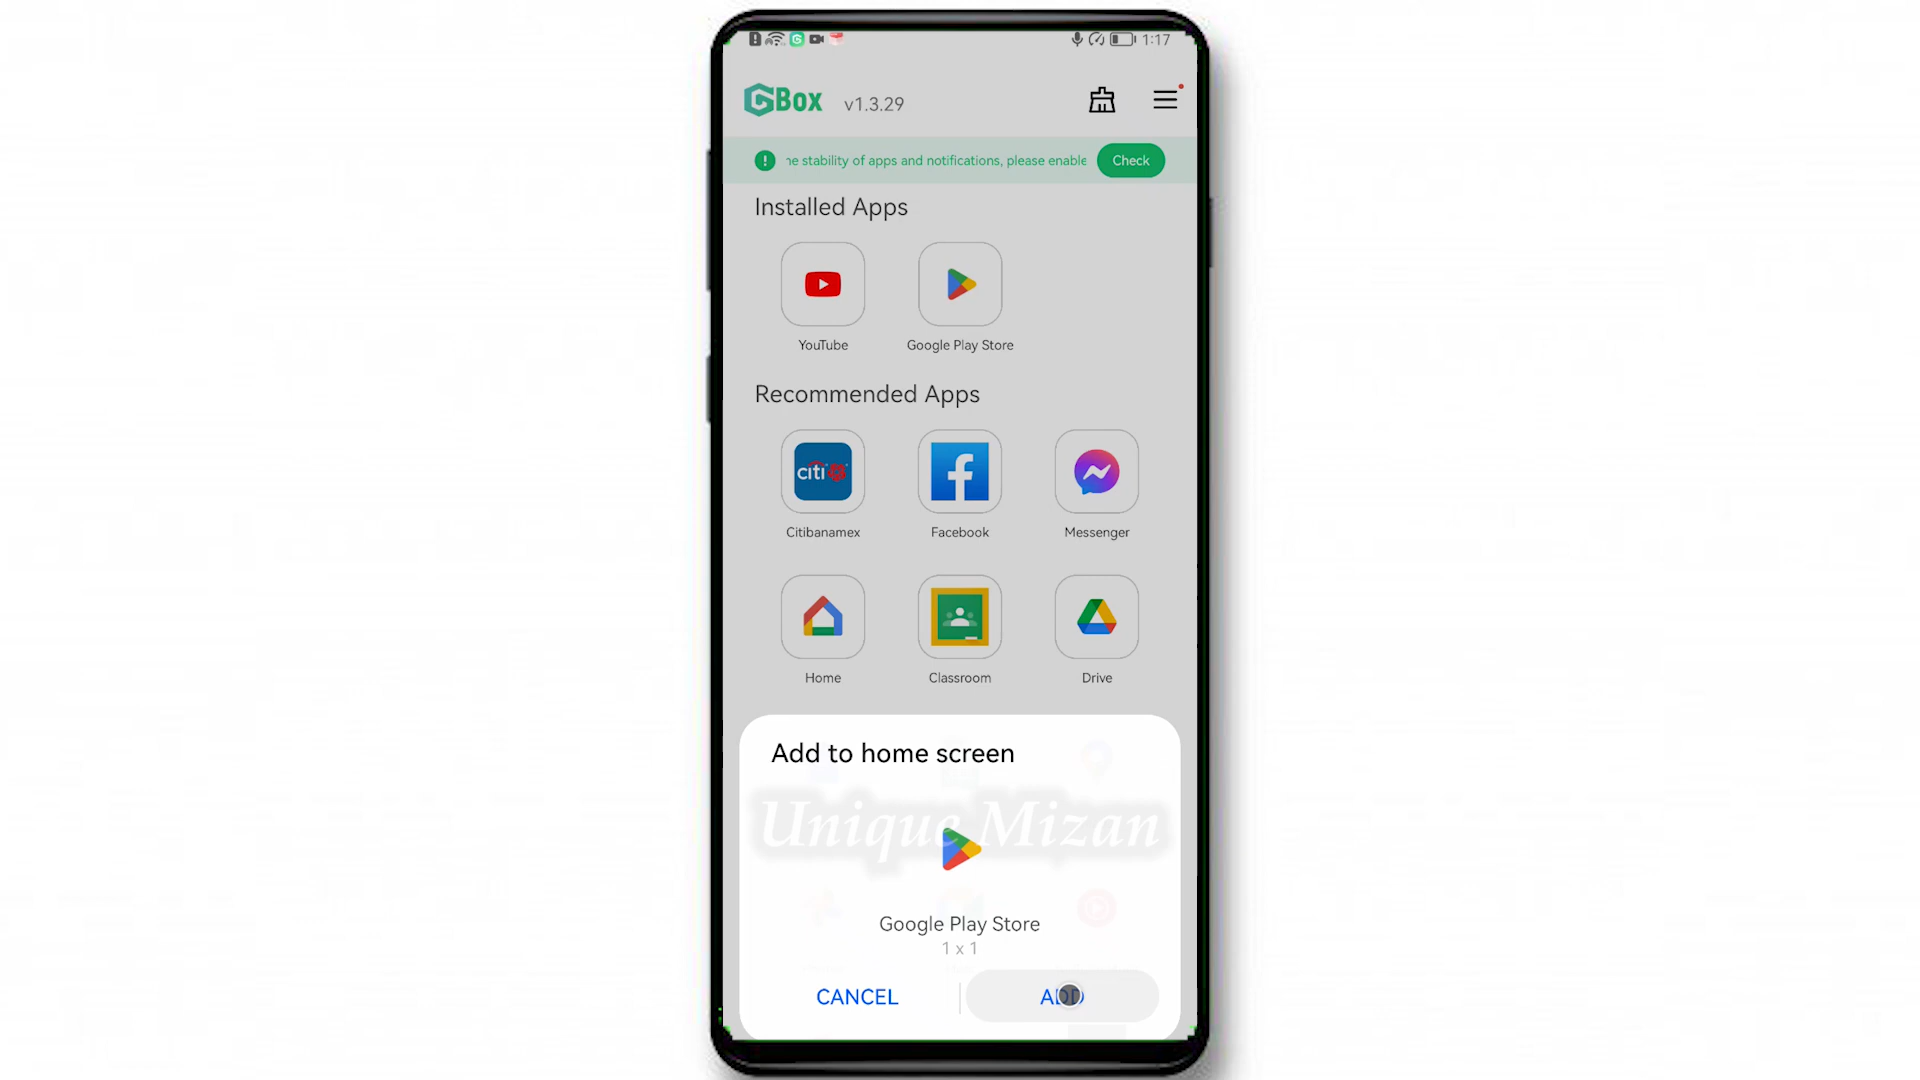 1:17
GBox v1.3.29
he stability of apps and notifications, please enable Check
Installed Apps
YouTube Google Play Store
Recommended Apps
citi
Citibanamex Facebook Messenger
Home Classroom Drive
Add to home screen
Unique Mizan
Google Play Store
1 x 1
CANCEL ADD